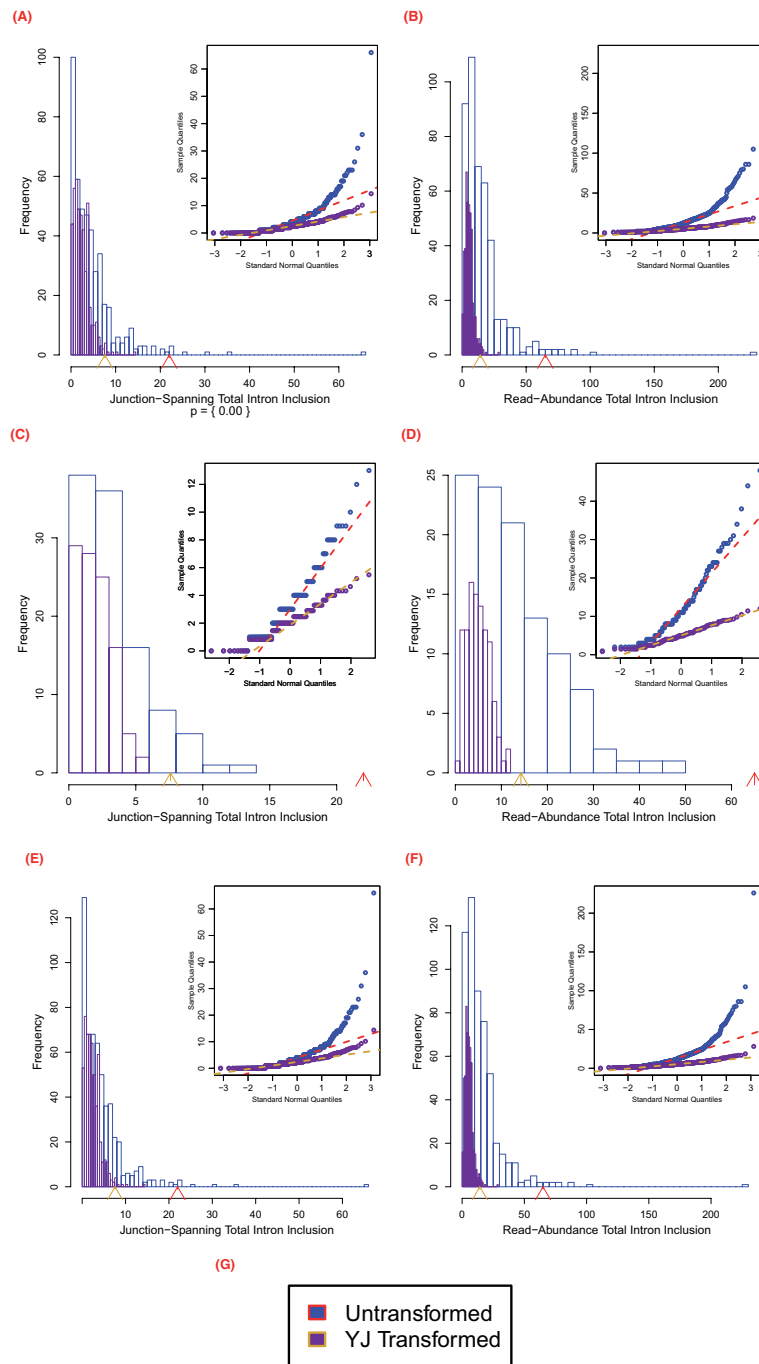 (A)
Frequency
0 20 40 60 80 100
0 10 20 30 40 50 60
Junction−Spanning Total Intron Inclusion
p = { 0.00 }
Sample Quantiles
0 10 20 30 40 50 60
−3 −2 −1 0 1 2 3
Standard Normal Quantiles
(B)
Frequency
0 20 40 60 80 100
0 50 100 150 200
Read−Abundance Total Intron Inclusion
Sample Quantiles
0 50 100 150 200
−3 −2 −1 0 1 2 3
Standard Normal Quantiles
(C)
Frequency
0 10 20 30
0 5 10 15 20
Junction−Spanning Total Intron Inclusion
Sample Quantiles
0 2 4 6 8 10 12
−2 −1 0 1 2
Standard Normal Quantiles
(D)
Frequency
0 5 10 15 20 25
0 10 20 30 40 50 60
Read−Abundance Total Intron Inclusion
Sample Quantiles
0 10 20 30 40
−2 −1 0 1 2
Standard Normal Quantiles
(E)
Frequency
0 20 40 60 80 100 120
10 20 30 40 50 60
Junction−Spanning Total Intron Inclusion
Sample Quantiles
0 10 20 30 40 50 60
−3 −2 −1 0 1 2 3
Standard Normal Quantiles
(F)
Frequency
0 20 40 60 80 100 120
0 50 100 150 200
Read−Abundance Total Intron Inclusion
Sample Quantiles
0 50 100 150 200
−3 −2 −1 0 1 2 3
Standard Normal Quantiles
(G)
Untransformed
YJ Transformed